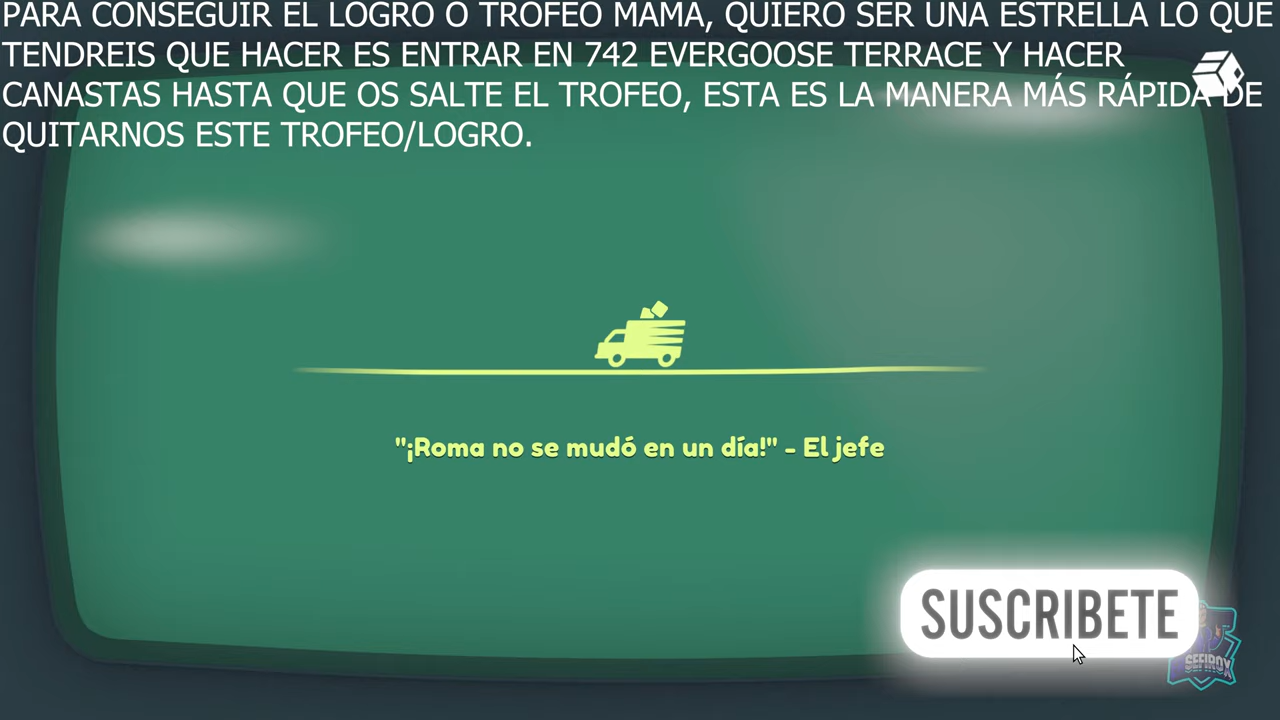 PARA CONSEGUIR EL LOGRO O TROFEO MAMA, QUIERO SER UNA ESTRELLA LO QUE
TENDREIS QUE HACER ES ENTRAR EN 742 EVERGOOSE TERRACE Y HACER
CANASTAS HASTA QUE OS SALTE EL TROFEO, ESTA ES LA MANERA MÁS RÁPIDA DE
QUITARNOS ESTE TROFEO/LOGRO.
"¡Roma no se mudó en un día!" - El jefe
SUSCRIBETE
SEFIROX